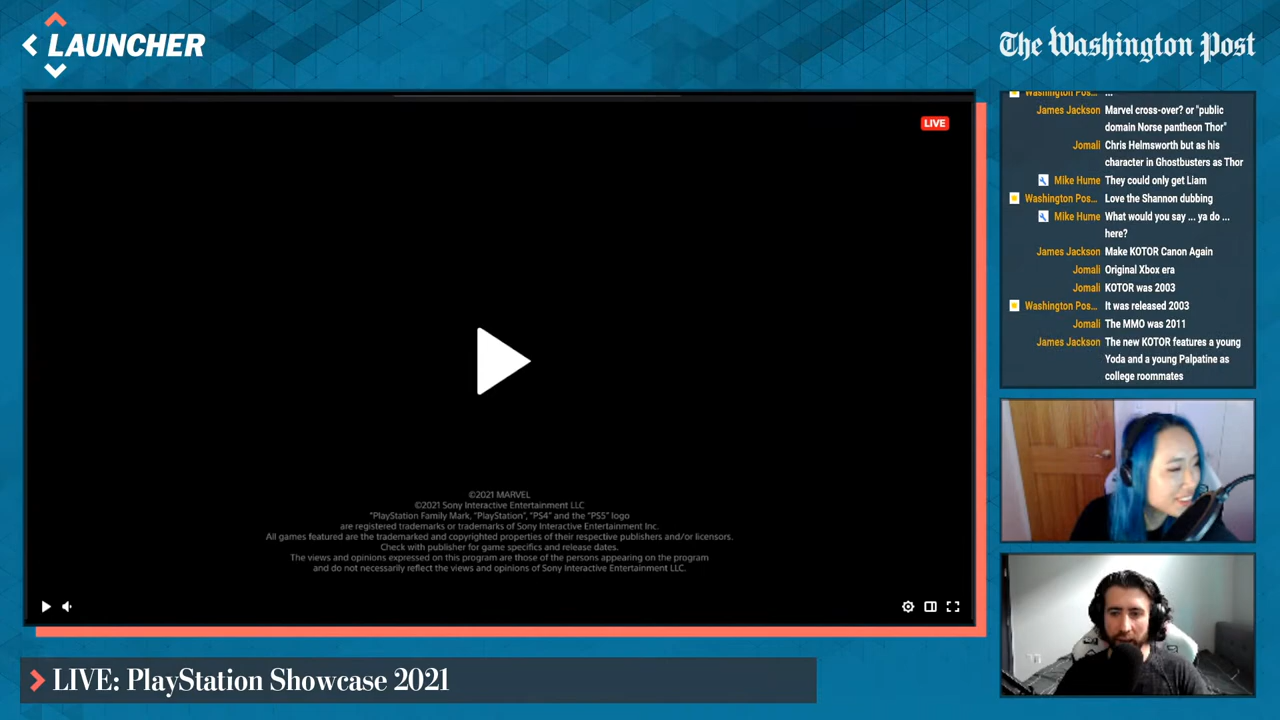 LAUNCHER
The Washington Post
LIVE
Washington Pos... ...
James Jackson Marvel cross-over? or "public
domain Norse pantheon Thor"
Jomali Chris Helmsworth but as his
character in Ghostbusters as Thor
Mike Hume They could only get Liam
Washington Pos... Love the Shannon dubbing
Mike Hume What would you say ... ya do ...
here?
James Jackson Make KOTOR Canon Again
Jomali Original Xbox era
Jomali KOTOR was 2003
Washington Pos... It was released 2003
Jomali The MMO was 2011
James Jackson The new KOTOR features a young
Yoda and a young Palpatine as
college roommates
©2021 MARVEL
©2021 Sony Interactive Entertainment LLC
"PlayStation Family Mark, "PlayStation", "PS4" and the "PS5" logo
are registered trademarks or trademarks of Sony Interactive Entertainment Inc.
All games featured are the trademarked and copyrighted properties of their respective publishers and/or licensors.
Check with publisher for game specifics and release dates.
The views and opinions expressed on this program are those of the persons appearing on the program
and do not necessarily reflect the views and opinions of Sony Interactive Entertainment LLC.
LIVE: PlayStation Showcase 2021